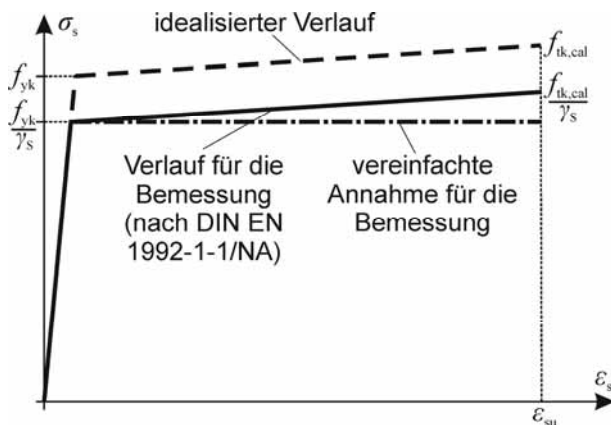 σs
idealisierter Verlauf
fyk
ftk,cal
fyk
γS
ftk,cal
γS
Verlauf für die
Bemessung
(nach DIN EN
1992-1-1/NA)
vereinfachte
Annahme für die
Bemessung
εs
εsu